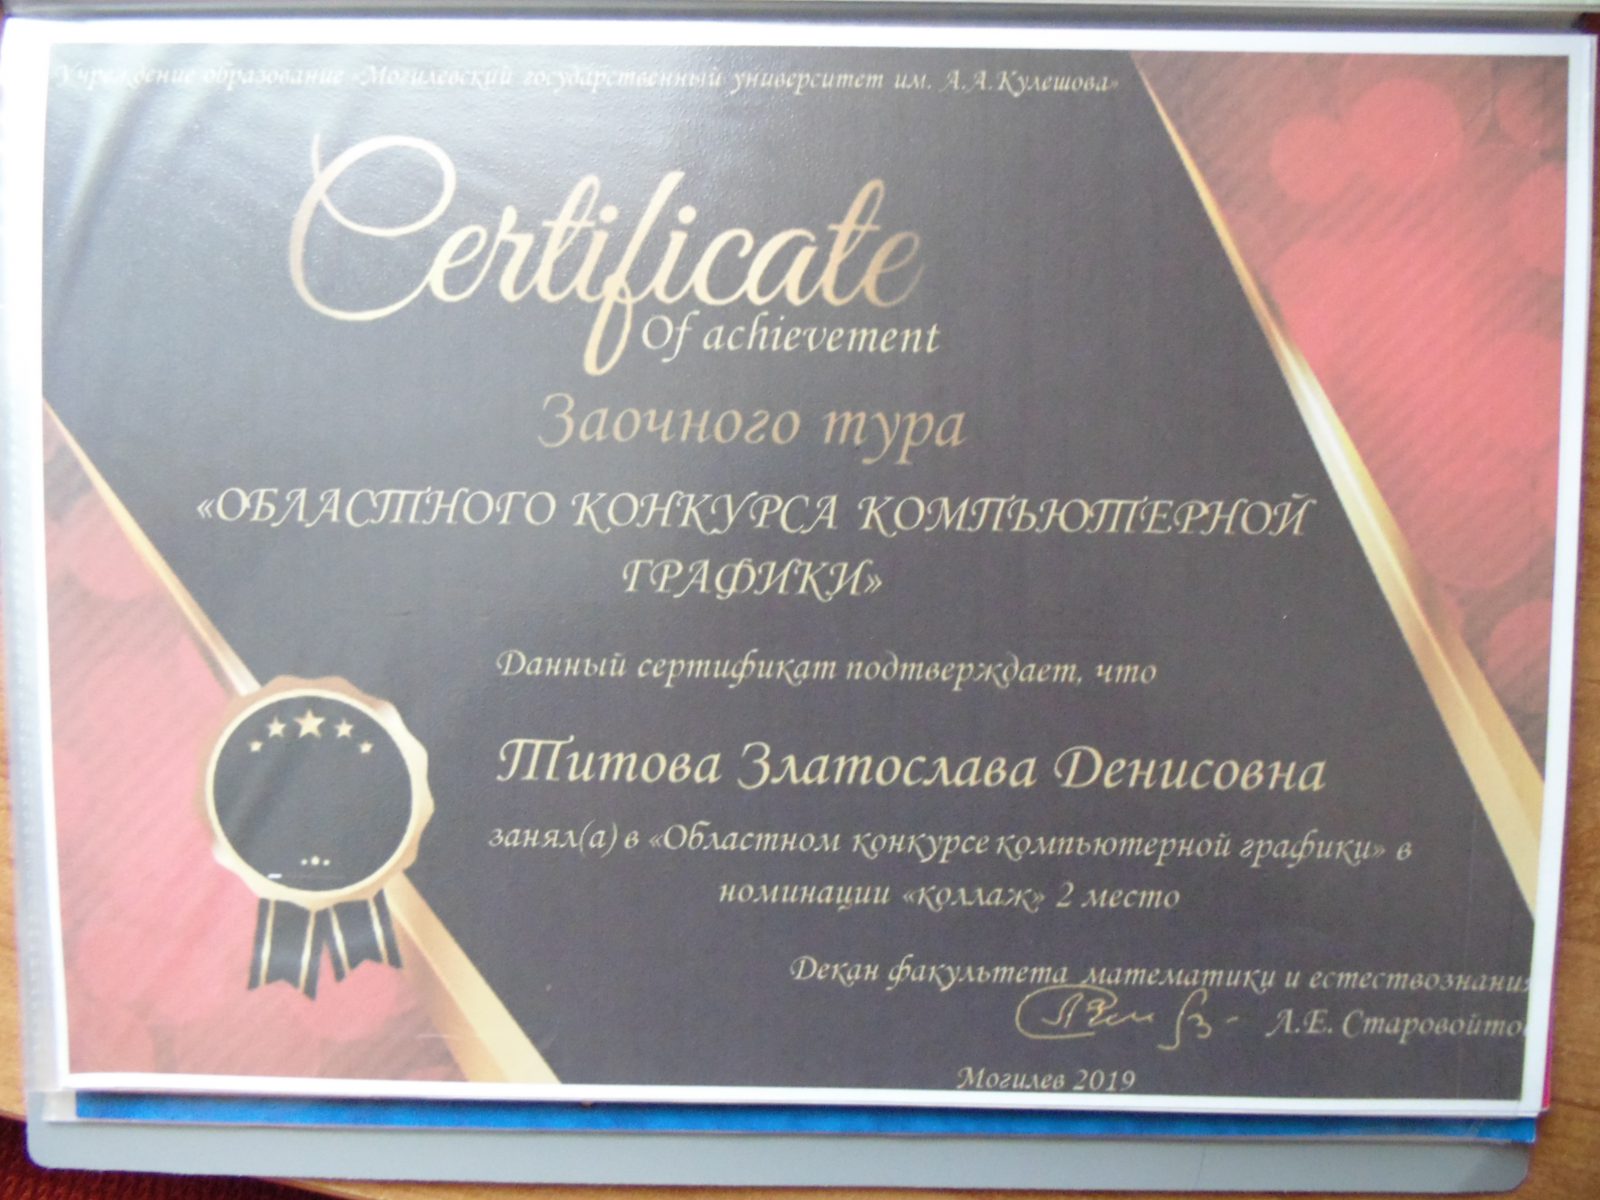 Учреждение образование «Могилевский государственный университет им. А.А.Кулешова»
Certificate
Of achievement
Заочного тура
«ОБЛАСТНОГО КОНКУРСА КОМПЬЮТЕРНОЙ
ГРАФИКИ»
Данный сертификат подтверждает, что
Титова Златослава Денисовна
занял(а) в «Областном конкурсе компьютерной графики» в
номинации «коллаж» 2 место
Декан факультета математики и естествознания
Л.Е. Старовойто
Могилев 2019